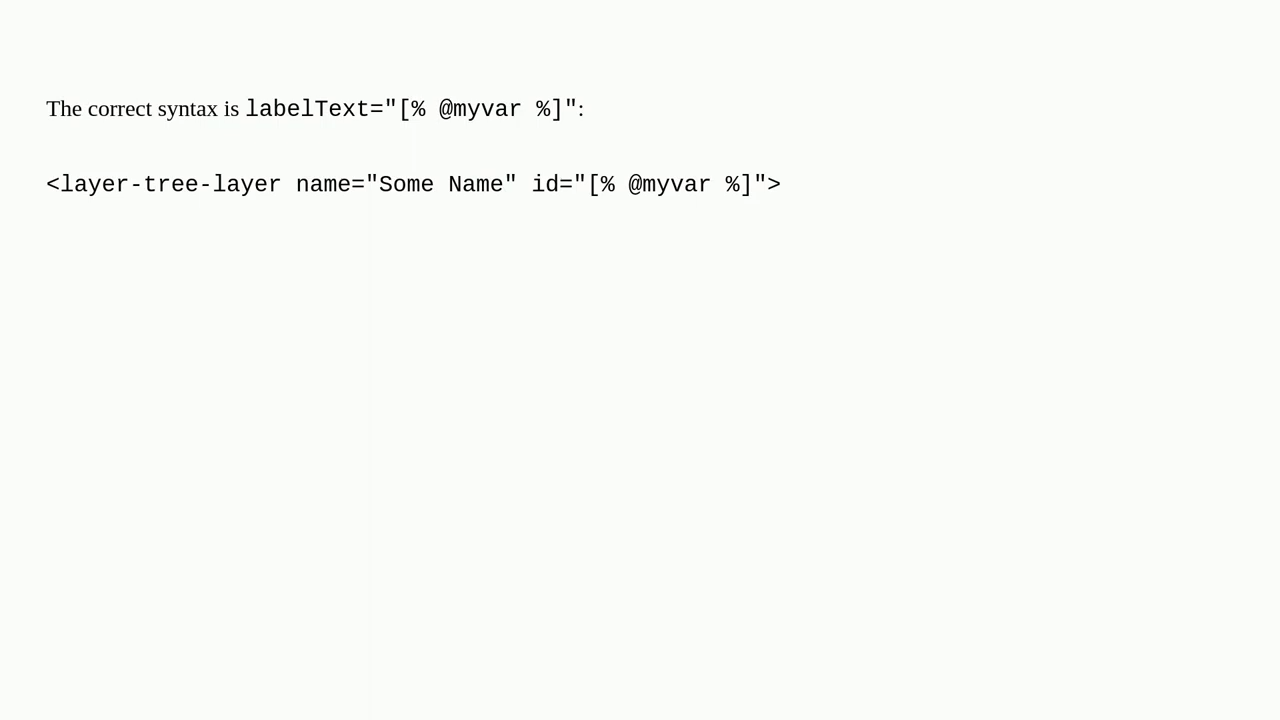 The correct syntax is labelText="[% @myvar %]":
<layer-tree-layer name="Some Name" id="[% @myvar %]">